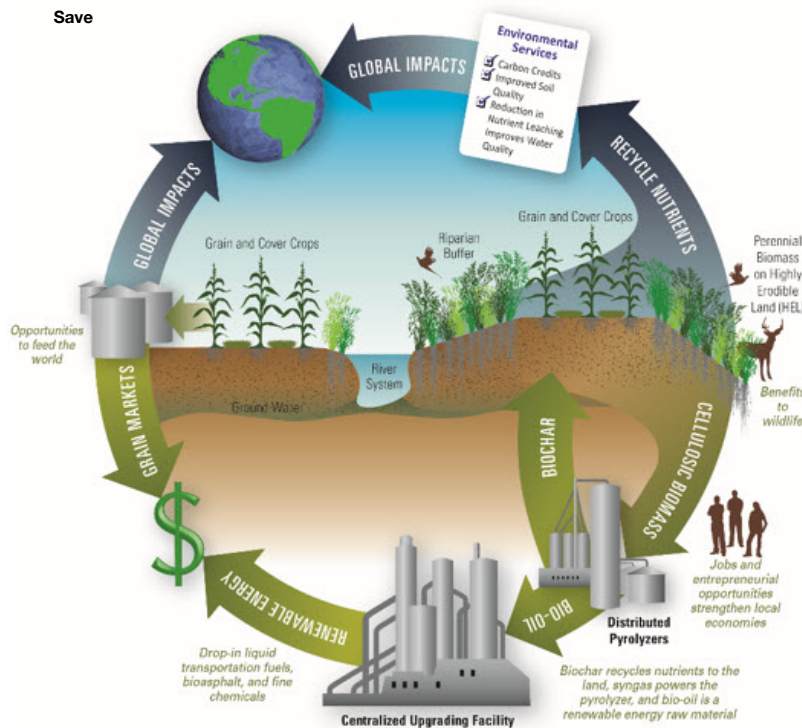 Save
Environmental
Services
Carbon Credits
Improved Soil
Quality
Reduction in
Nutrient Leaching
Improves Water
Quality
GLOBAL IMPACTS
RECYCLE NUTRIENTS
GLOBAL IMPACTS
Grain and Cover Crops
Riparian
Buffer
Grain and Cover Crops
Perennial
Biomass
on Highly
Erodible
Land (HEL
Opportunities
to feed the
world
River
System
Ground Water
Benefits
to
wildlife
GRAIN MARKETS
BIOCHAR
CELLULOSIC BIOMASS
$
Jobs and
entrepreneurial
opportunities
strengthen local
economies
BIO-OIL
Distributed
Pyrolyzers
RENEWABLE ENERGY
Drop-in liquid
transportation fuels,
bioasphalt, and fine
chemicals
Biochar recycles nutrients to the
land, syngas powers the
pyrolyzer, and bio-oil is a
renewable energy raw material
Centralized Upgrading Facility